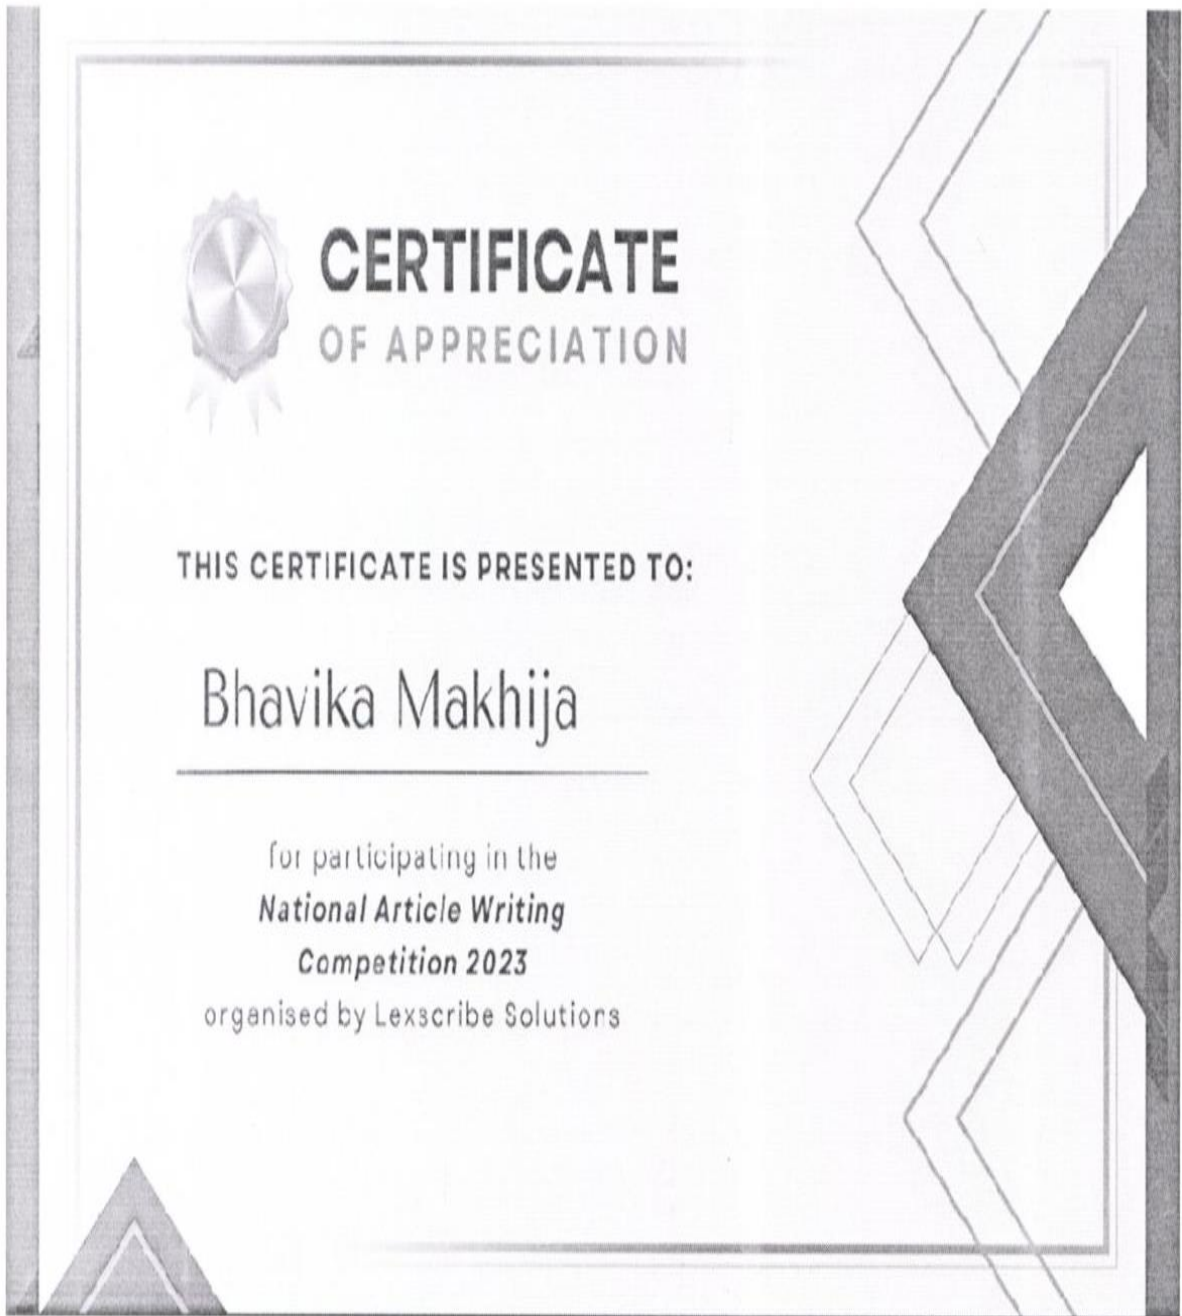 CERTIFICATE
OF APPRECIATION
THIS CERTIFICATE IS PRESENTED TO:
Bhavika Makhija
for participating in the
National Article Writing
Competition 2023
organised by Lexscribe Solutions